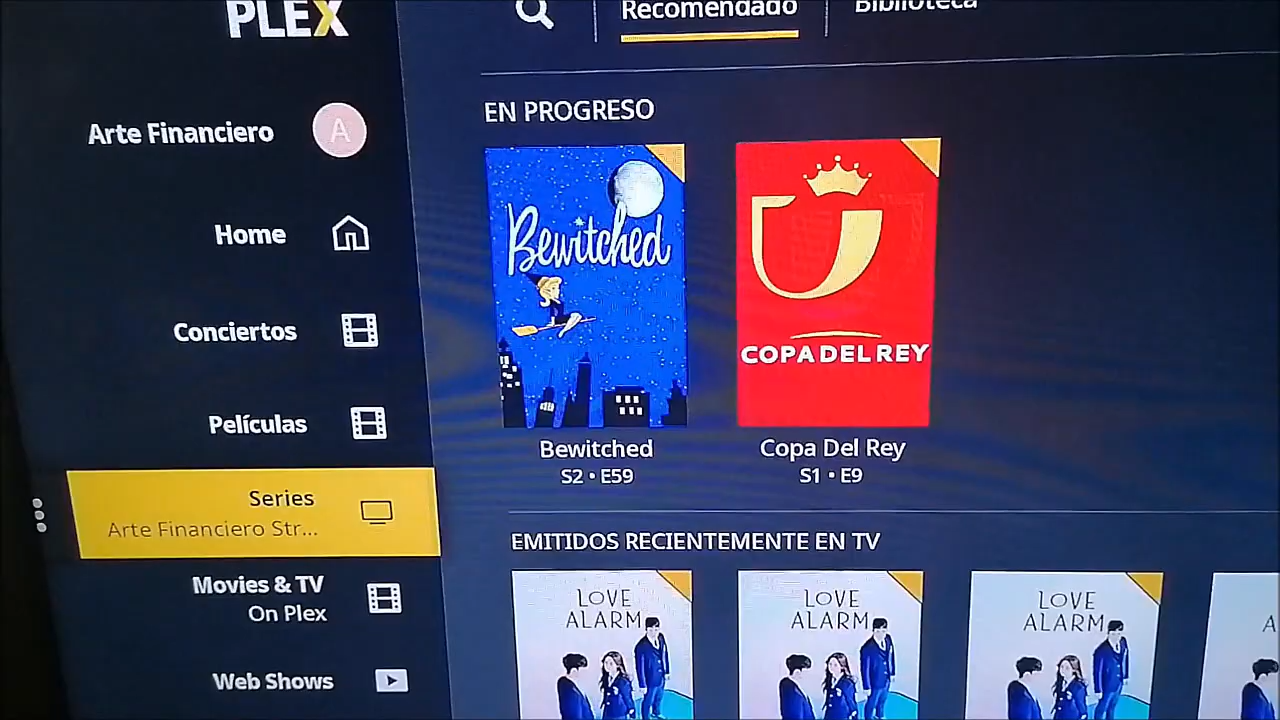 PLEX
Arte Financiero
A
Home
Conciertos
Películas
Series
Arte Financiero Str...
Movies & TV
On Plex
Web Shows
Recomendado
Biblioteca
EN PROGRESO
Bewitched
COPA DEL REY
Bewitched
S2 • E59
Copa Del Rey
S1 • E9
EMITIDOS RECIENTEMENTE EN TV
LOVE
ALARM
LOVE
ALARM
LOVE
ALARM
A